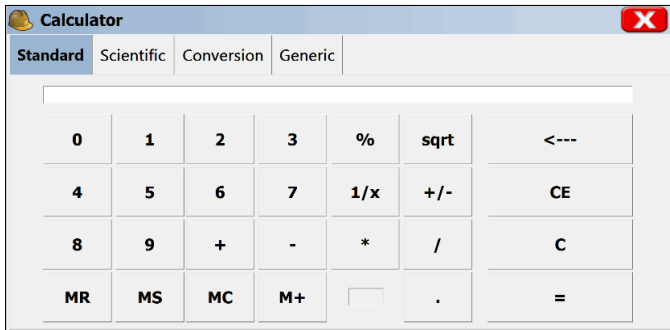 Calculator X
Standard Scientific Conversion Generic
0 1 2 3 % sqrt <---
4 5 6 7 1/x +/- CE
8 9 + - * / C
MR MS MC M+ . =